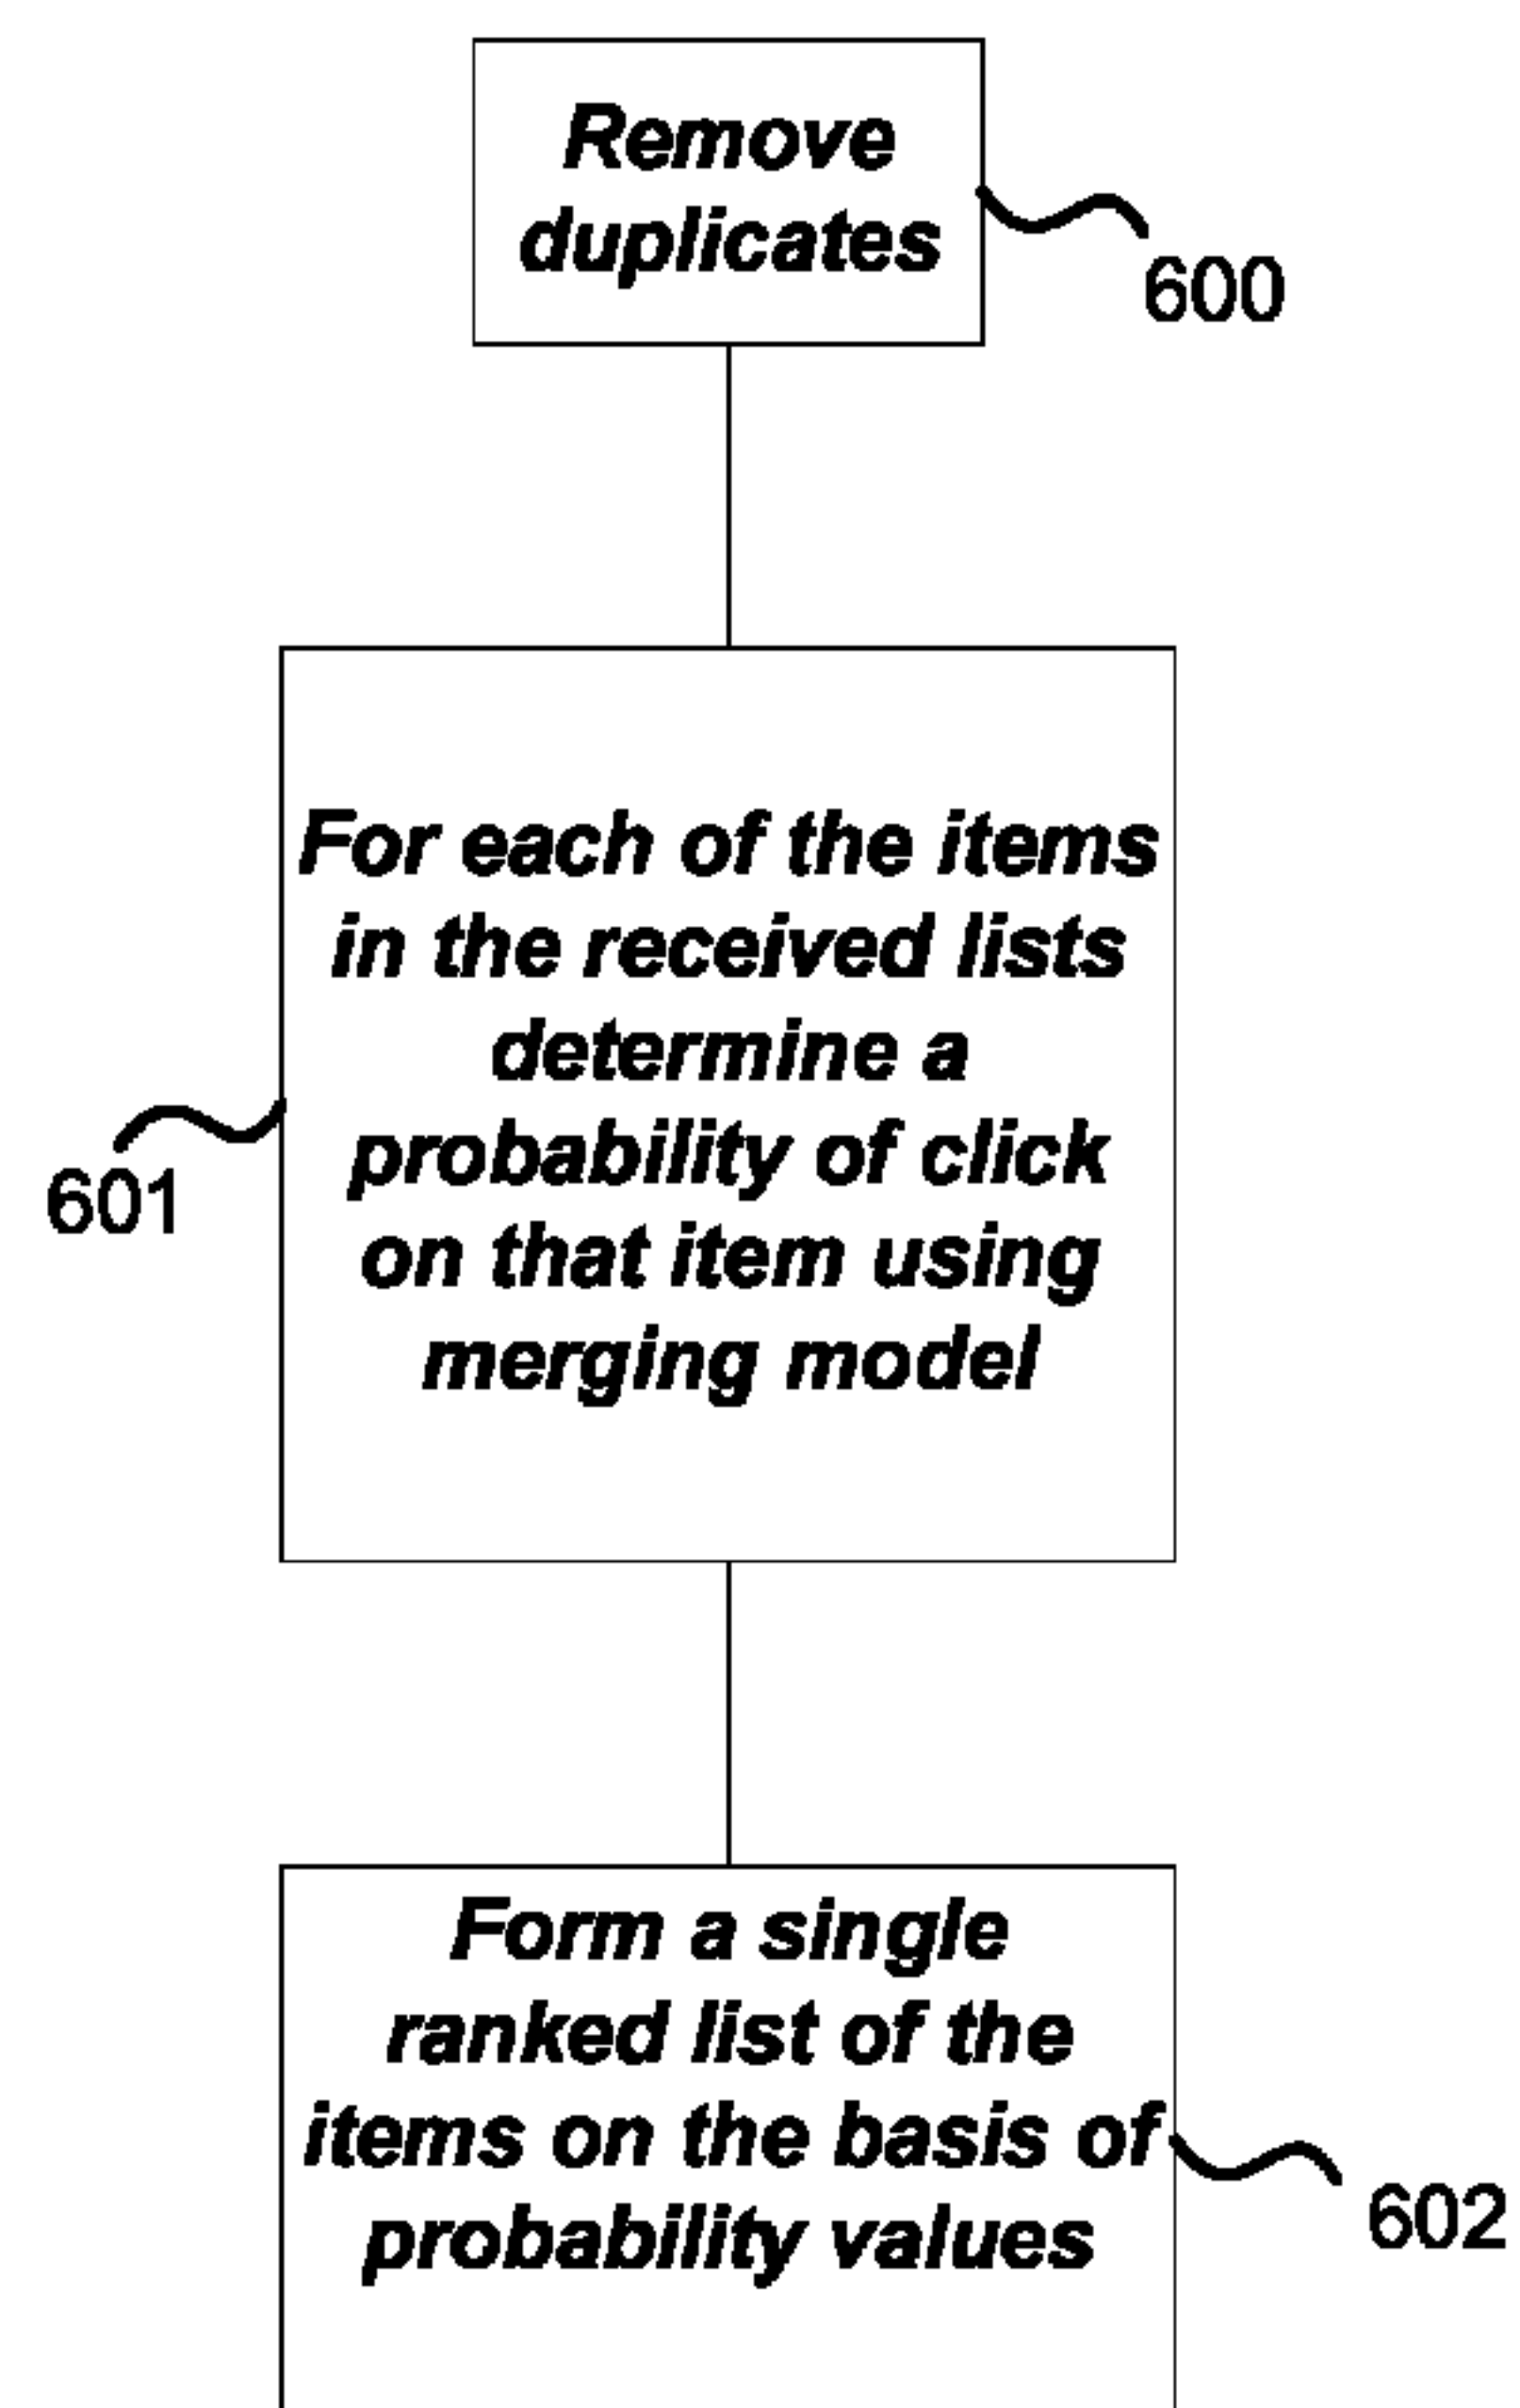 Remove
duplicates
600
For each of the items
in the received lists
determine a
probability of click
on that item using
merging model
601
Form a single
ranked list of the
items on the basis of
probability values
602